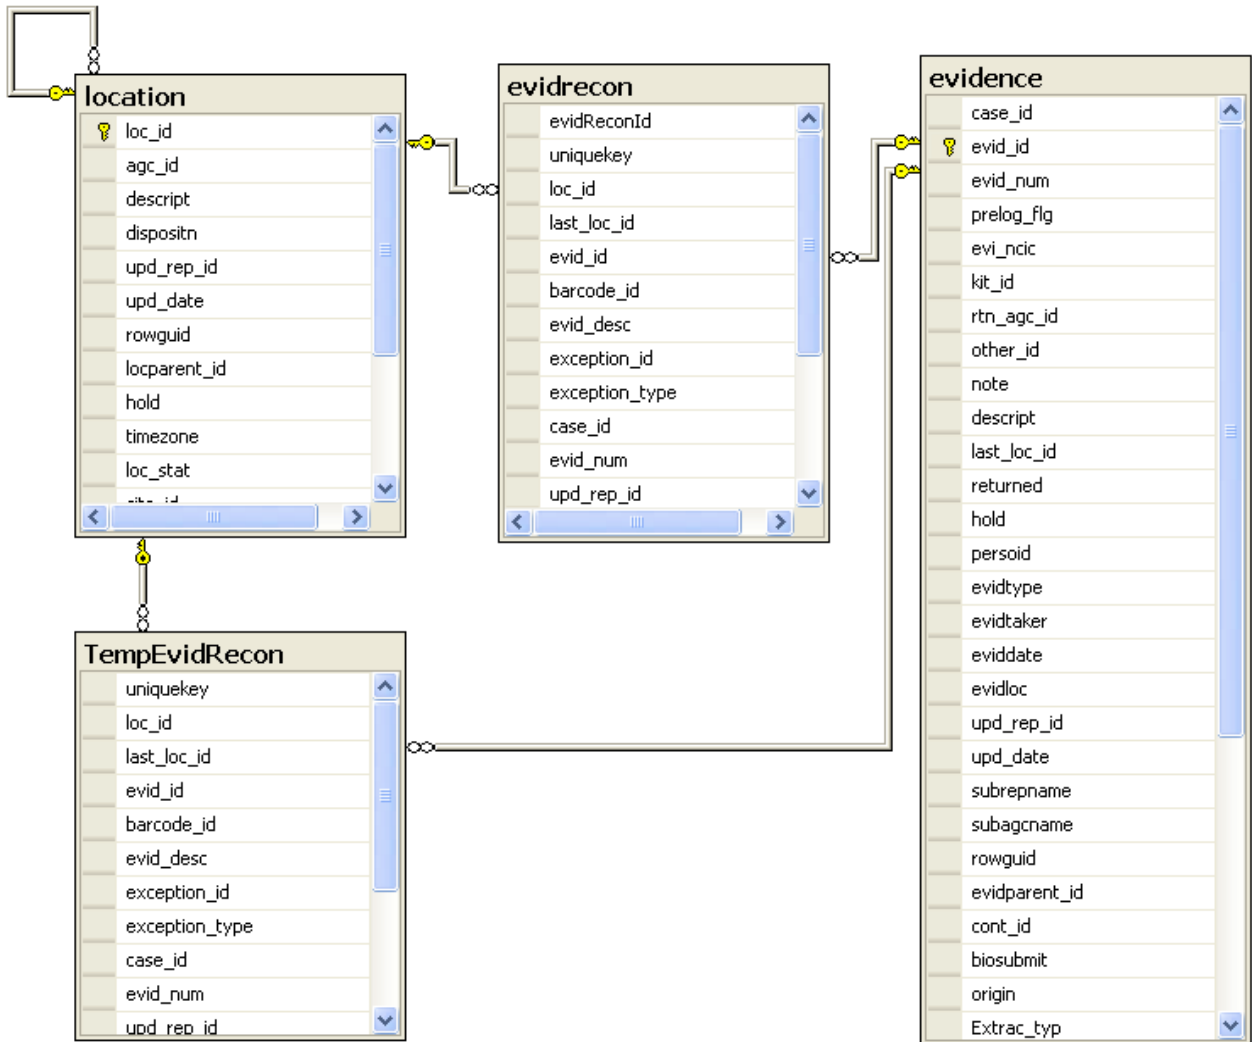 location
loc_id
agc_id
descript
dispositn
upd_rep_id
upd_date
rowguid
locparent_id
hold
timezone
loc_stat
evidrecon
evidReconId
uniquekey
loc_id
last_loc_id
evid_id
barcode_id
evid_desc
exception_id
exception_type
case_id
evid_num
upd_rep_id
evidence
case_id
evid_id
evid_num
prelog_flg
evi_ncic
kit_id
rtn_agc_id
other_id
note
descript
last_loc_id
returned
hold
persoid
evidtype
evidtaker
eviddate
evidloc
upd_rep_id
upd_date
subrepname
subagcname
rowguid
evidparent_id
cont_id
biosubmit
origin
Extrac_typ
TempEvidRecon
uniquekey
loc_id
last_loc_id
evid_id
barcode_id
evid_desc
exception_id
exception_type
case_id
evid_num
upd_rep_id